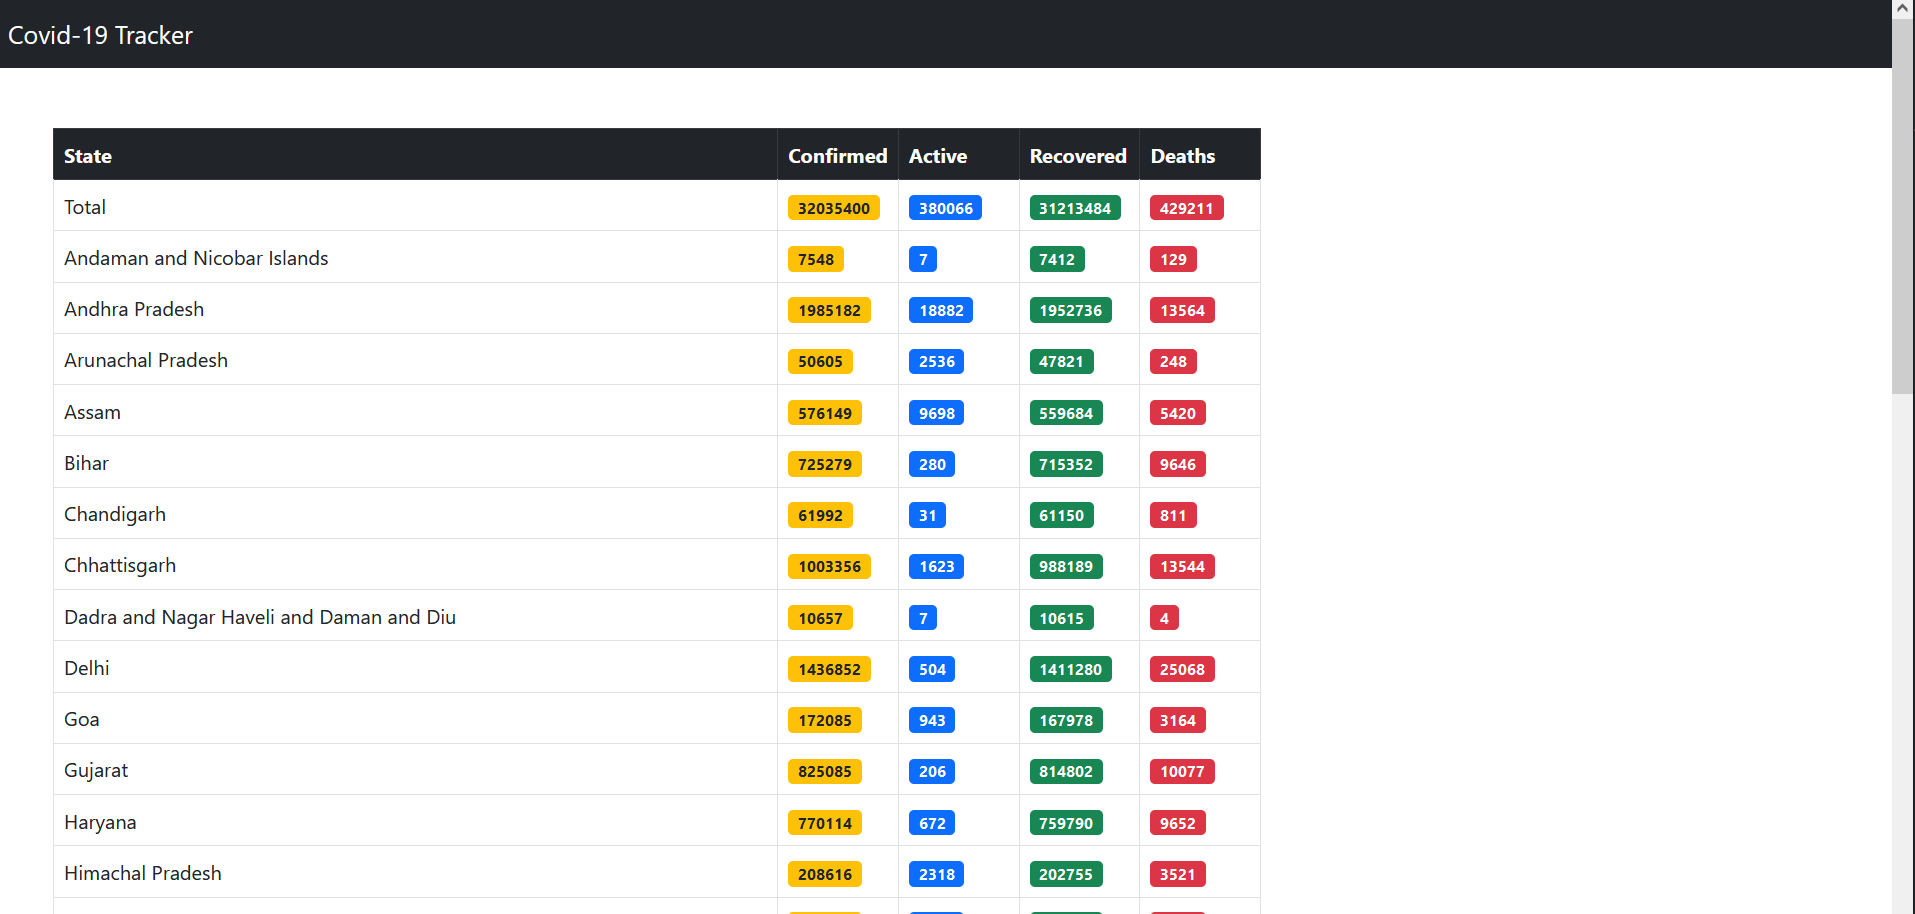 Covid-19 Tracker
State Confirmed Active Recovered Deaths
Total 32035400 380066 31213484 429211
Andaman and Nicobar Islands 7548 7 7412 129
Andhra Pradesh 1985182 18882 1952736 13564
Arunachal Pradesh 50605 2536 47821 248
Assam 576149 9698 559684 5420
Bihar 725279 280 715352 9646
Chandigarh 61992 31 61150 811
Chhattisgarh 1003356 1623 988189 13544
Dadra and Nagar Haveli and Daman and Diu 10657 7 10615 4
Delhi 1436852 504 1411280 25068
Goa 172085 943 167978 3164
Gujarat 825085 206 814802 10077
Haryana 770114 672 759790 9652
Himachal Pradesh 208616 2318 202755 3521